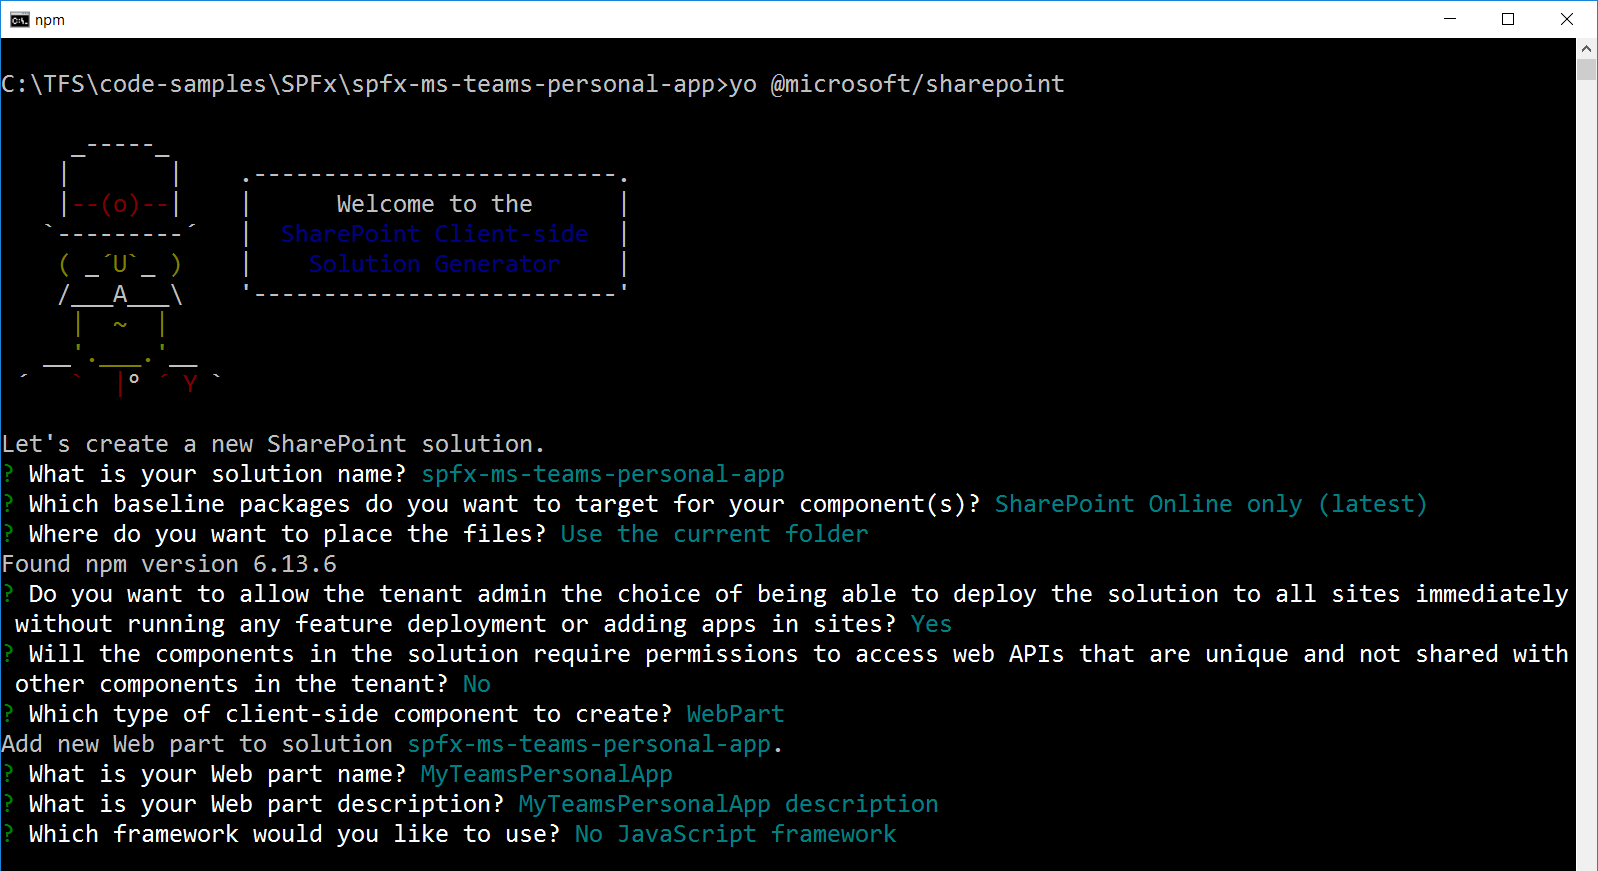 npm
C:\TFS\code-samples\SPFx\spfx-ms-teams-personal-app>yo @microsoft/sharepoint
     _-----_
    |       |    .--------------------------.
    |--(o)--|    |      Welcome to the      |
   `---------´   |  SharePoint Client-side  |
    ( _´U`_ )    |    Solution Generator    |
    /___A___\    '--------------------------'
     |  ~  |
   __'.___.'__
 ´   `  |° ´ Y `
Let's create a new SharePoint solution.
? What is your solution name? spfx-ms-teams-personal-app
? Which baseline packages do you want to target for your component(s)? SharePoint Online only (latest)
? Where do you want to place the files? Use the current folder
Found npm version 6.13.6
? Do you want to allow the tenant admin the choice of being able to deploy the solution to all sites immediately
 without running any feature deployment or adding apps in sites? Yes
? Will the components in the solution require permissions to access web APIs that are unique and not shared with
 other components in the tenant? No
? Which type of client-side component to create? WebPart
Add new Web part to solution spfx-ms-teams-personal-app.
? What is your Web part name? MyTeamsPersonalApp
? What is your Web part description? MyTeamsPersonalApp description
? Which framework would you like to use? No JavaScript framework